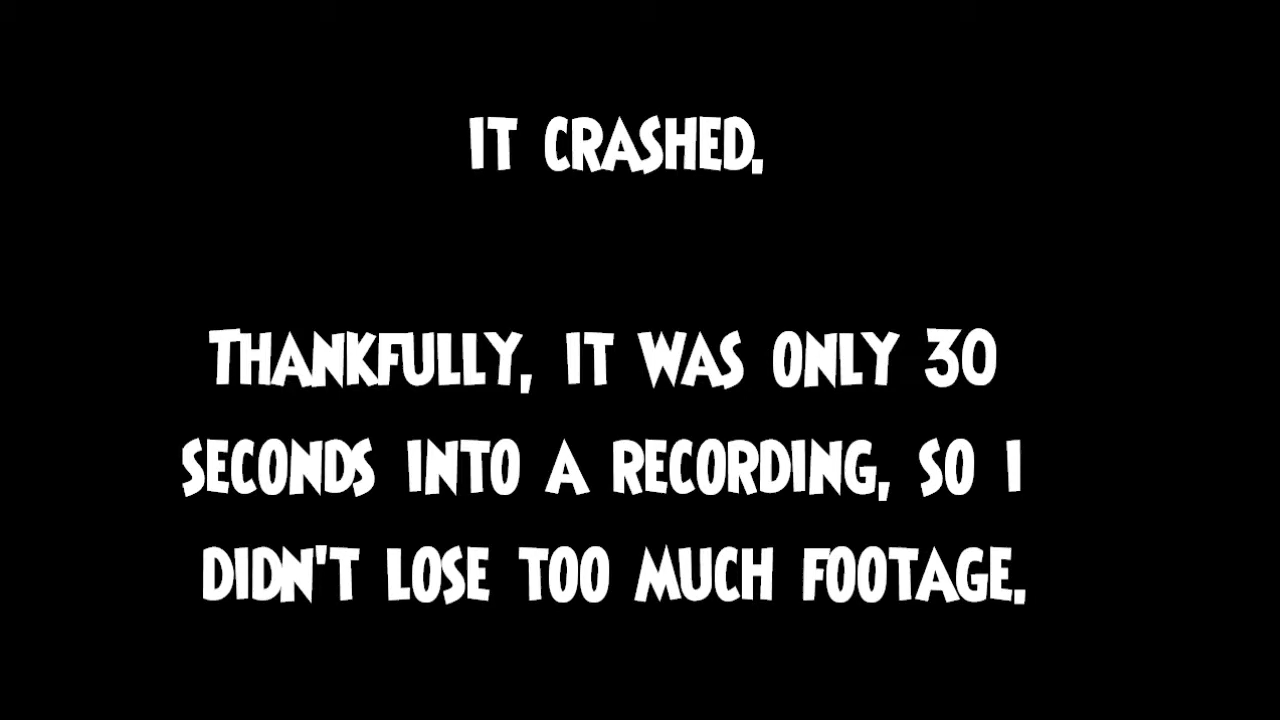 IT CRASHED.
THANKFULLY, IT WAS ONLY 30
SECONDS INTO A RECORDING, SO I
DIDN'T LOSE TOO MUCH FOOTAGE.